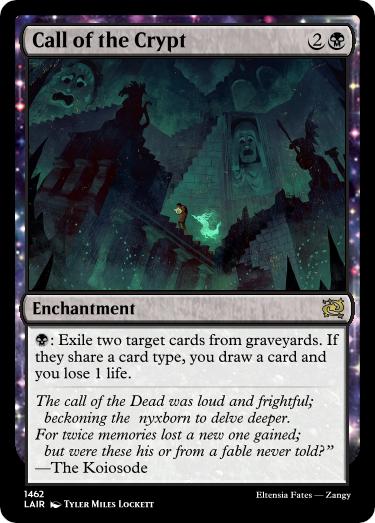 Call of the Crypt 2
Enchantment
: Exile two target cards from graveyards. If
they share a card type, you draw a card and
you lose 1 life.
The call of the Dead was loud and frightful;
beckoning the nyxborn to delve deeper.
For twice memories lost a new one gained;
but were these his or from a fable never told?”
—The Koiosode
1462
LAIR Tyler Miles Lockett
Eltensia Fates — Zangy